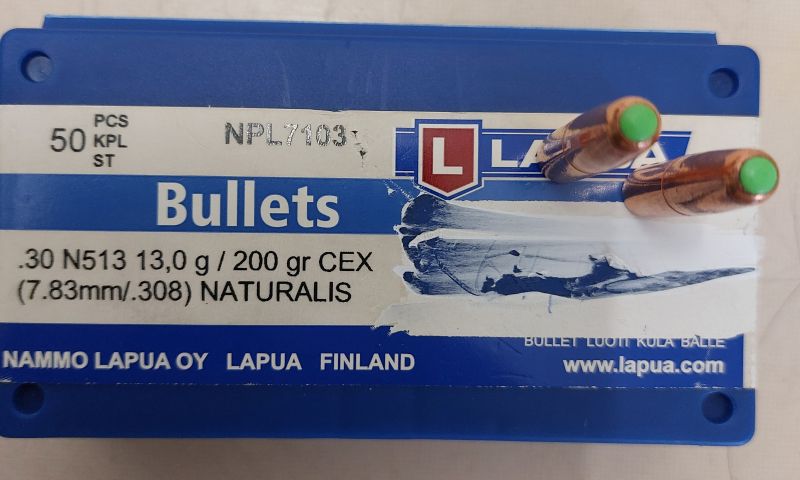 50 PCS
KPL
ST
NPL7103
L LAPUA
Bullets
.30 N513 13,0 g / 200 gr CEX
(7.83mm/.308) NATURALIS
BULLET LUOTI KULA BALLE
NAMMO LAPUA OY LAPUA FINLAND
www.lapua.com